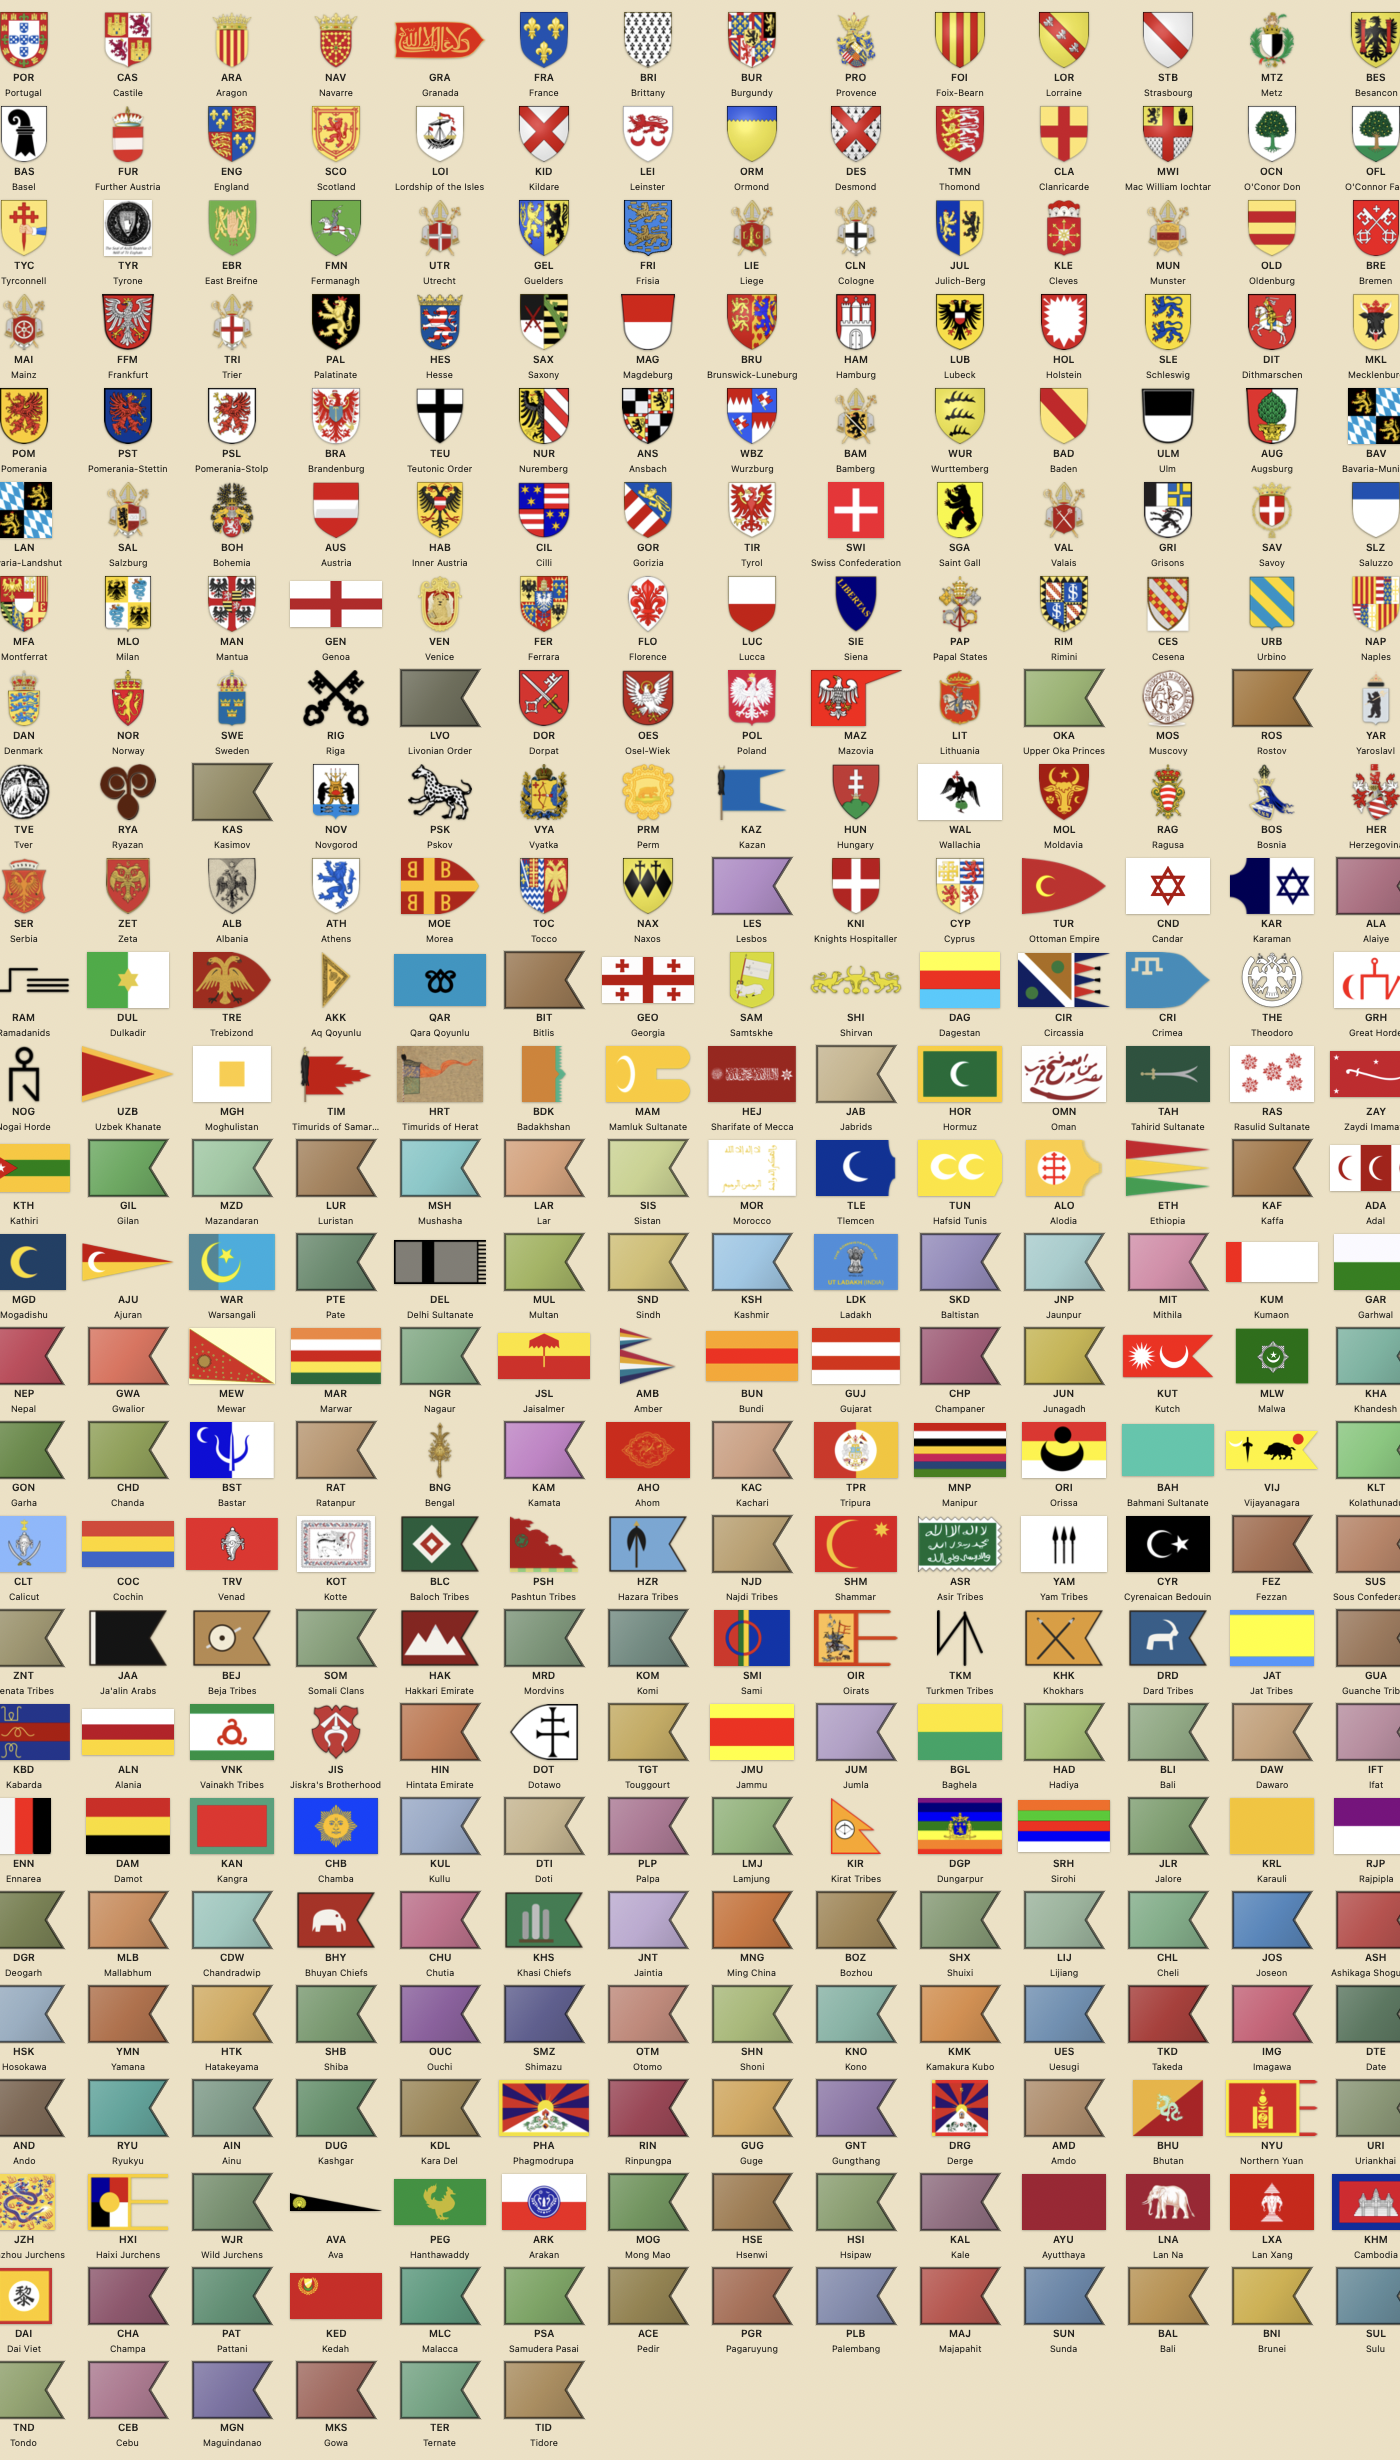 POR CAS ARA NAV GRA FRA BRI BUR PRO FOI LOR STB MTZ BES
Portugal Castile Aragon Navarre Granada France Brittany Burgundy Provence Foix-Bearn Lorraine Strasbourg Metz Besancon
BAS FUR ENG SCO LOI KID LEI ORM DES TMN CLA MWI OCN OFL
Basel Further Austria England Scotland Lordship of the Isles Kildare Leinster Ormond Desmond Thomond Clanricarde Mac William Iochtar O'Conor Don O'Connor Fa
TYC TYR EBR FMN UTR GEL FRI LIE CLN JUL KLE MUN OLD BRE
Tyrconnell Tyrone East Breifne Fermanagh Utrecht Guelders Frisia Liege Cologne Julich-Berg Cleves Munster Oldenburg Bremen
MAI FFM TRI PAL HES SAX MAG BRU HAM LUB HOL SLE DIT MKL
Mainz Frankfurt Trier Palatinate Hesse Saxony Magdeburg Brunswick-Luneburg Hamburg Lubeck Holstein Schleswig Dithmarschen Mecklenbur
POM PST PSL BRA TEU NUR ANS WBZ BAM WUR BAD ULM AUG BAV
Pomerania Pomerania-Stettin Pomerania-Stolp Brandenburg Teutonic Order Nuremberg Ansbach Wurzburg Bamberg Wurttemberg Baden Ulm Augsburg Bavaria-Muni
LAN SAL BOH AUS HAB CIL GOR TIR SWI SGA VAL GRI SAV SLZ
aria-Landshut Salzburg Bohemia Austria Inner Austria Cilli Gorizia Tyrol Swiss Confederation Saint Gall Valais Grisons Savoy Saluzzo
LIBERTAS
MFA MLO MAN GEN VEN FER FLO LUC SIE PAP RIM CES URB NAP
Montferrat Milan Mantua Genoa Venice Ferrara Florence Lucca Siena Papal States Rimini Cesena Urbino Naples
DAN NOR SWE RIG LVO DOR OES POL MAZ LIT OKA MOS ROS YAR
Denmark Norway Sweden Riga Livonian Order Dorpat Osel-Wiek Poland Mazovia Lithuania Upper Oka Princes Muscovy Rostov Yaroslavl
TVE RYA KAS NOV PSK VYA PRM KAZ HUN WAL MOL RAG BOS HER
Tver Ryazan Kasimov Novgorod Pskov Vyatka Perm Kazan Hungary Wallachia Moldavia Ragusa Bosnia Herzegovin
SER ZET ALB ATH MOE TOC NAX LES KNI CYP TUR CND KAR ALA
Serbia Zeta Albania Athens Morea Tocco Naxos Lesbos Knights Hospitaller Cyprus Ottoman Empire Candar Karaman Alaiye
RAM DUL TRE AKK QAR BIT GEO SAM SHI DAG CIR CRI THE GRH
Ramadanids Dulkadir Trebizond Aq Qoyunlu Qara Qoyunlu Bitlis Georgia Samtskhe Shirvan Dagestan Circassia Crimea Theodoro Great Horde
NOG UZB MGH TIM HRT BDK MAM HEJ JAB HOR OMN TAH RAS ZAY
Nogai Horde Uzbek Khanate Moghulistan Timurids of Samar... Timurids of Herat Badakhshan Mamluk Sultanate Sharifate of Mecca Jabrids Hormuz Oman Tahirid Sultanate Rasulid Sultanate Zaydi Imama
KTH GIL MZD LUR MSH LAR SIS MOR TLE TUN ALO ETH KAF ADA
Kathiri Gilan Mazandaran Luristan Mushasha Lar Sistan Morocco Tlemcen Hafsid Tunis Alodia Ethiopia Kaffa Adal
UT LADAKH (INDIA)
MGD AJU WAR PTE DEL MUL SND KSH LDK SKD JNP MIT KUM GAR
Mogadishu Ajuran Warsangali Pate Delhi Sultanate Multan Sindh Kashmir Ladakh Baltistan Jaunpur Mithila Kumaon Garhwal
NEP GWA MEW MAR NGR JSL AMB BUN GUJ CHP JUN KUT MLW KHA
Nepal Gwalior Mewar Marwar Nagaur Jaisalmer Amber Bundi Gujarat Champaner Junagadh Kutch Malwa Khandesh
GON CHD BST RAT BNG KAM AHO KAC TPR MNP ORI BAH VIJ KLT
Garha Chanda Bastar Ratanpur Bengal Kamata Ahom Kachari Tripura Manipur Orissa Bahmani Sultanate Vijayanagara Kolathunadu
CLT COC TRV KOT BLC PSH HZR NJD SHM ASR YAM CYR FEZ SUS
Calicut Cochin Venad Kotte Baloch Tribes Pashtun Tribes Hazara Tribes Najdi Tribes Shammar Asir Tribes Yam Tribes Cyrenaican Bedouin Fezzan Sous Confedera
ZNT JAA BEJ SOM HAK MRD KOM SMI OIR TKM KHK DRD JAT GUA
enata Tribes Ja'alin Arabs Beja Tribes Somali Clans Hakkari Emirate Mordvins Komi Sami Oirats Turkmen Tribes Khokhars Dard Tribes Jat Tribes Guanche Trib
KBD ALN VNK JIS HIN DOT TGT JMU JUM BGL HAD BLI DAW IFT
Kabarda Alania Vainakh Tribes Jiskra's Brotherhood Hintata Emirate Dotawo Touggourt Jammu Jumla Baghela Hadiya Bali Dawaro Ifat
ENN DAM KAN CHB KUL DTI PLP LMJ KIR DGP SRH JLR KRL RJP
Ennarea Damot Kangra Chamba Kullu Doti Palpa Lamjung Kirat Tribes Dungarpur Sirohi Jalore Karauli Rajpipla
DGR MLB CDW BHY CHU KHS JNT MNG BOZ SHX LIJ CHL JOS ASH
Deogarh Mallabhum Chandradwip Bhuyan Chiefs Chutia Khasi Chiefs Jaintia Ming China Bozhou Shuixi Lijiang Cheli Joseon Ashikaga Shogu
HSK YMN HTK SHB OUC SMZ OTM SHN KNO KMK UES TKD IMG DTE
Hosokawa Yamana Hatakeyama Shiba Ouchi Shimazu Otomo Shoni Kono Kamakura Kubo Uesugi Takeda Imagawa Date
AND RYU AIN DUG KDL PHA RIN GUG GNT DRG AMD BHU NYU URI
Ando Ryukyu Ainu Kashgar Kara Del Phagmodrupa Rinpungpa Guge Gungthang Derge Amdo Bhutan Northern Yuan Uriankhai
JZH HXI WJR AVA PEG ARK MOG HSE HSI KAL AYU LNA LXA KHM
zhou Jurchens Haixi Jurchens Wild Jurchens Ava Hanthawaddy Arakan Mong Mao Hsenwi Hsipaw Kale Ayutthaya Lan Na Lan Xang Cambodia
黎
DAI CHA PAT KED MLC PSA ACE PGR PLB MAJ SUN BAL BNI SUL
Dai Viet Champa Pattani Kedah Malacca Samudera Pasai Pedir Pagaruyung Palembang Majapahit Sunda Bali Brunei Sulu
TND CEB MGN MKS TER TID
Tondo Cebu Maguindanao Gowa Ternate Tidore